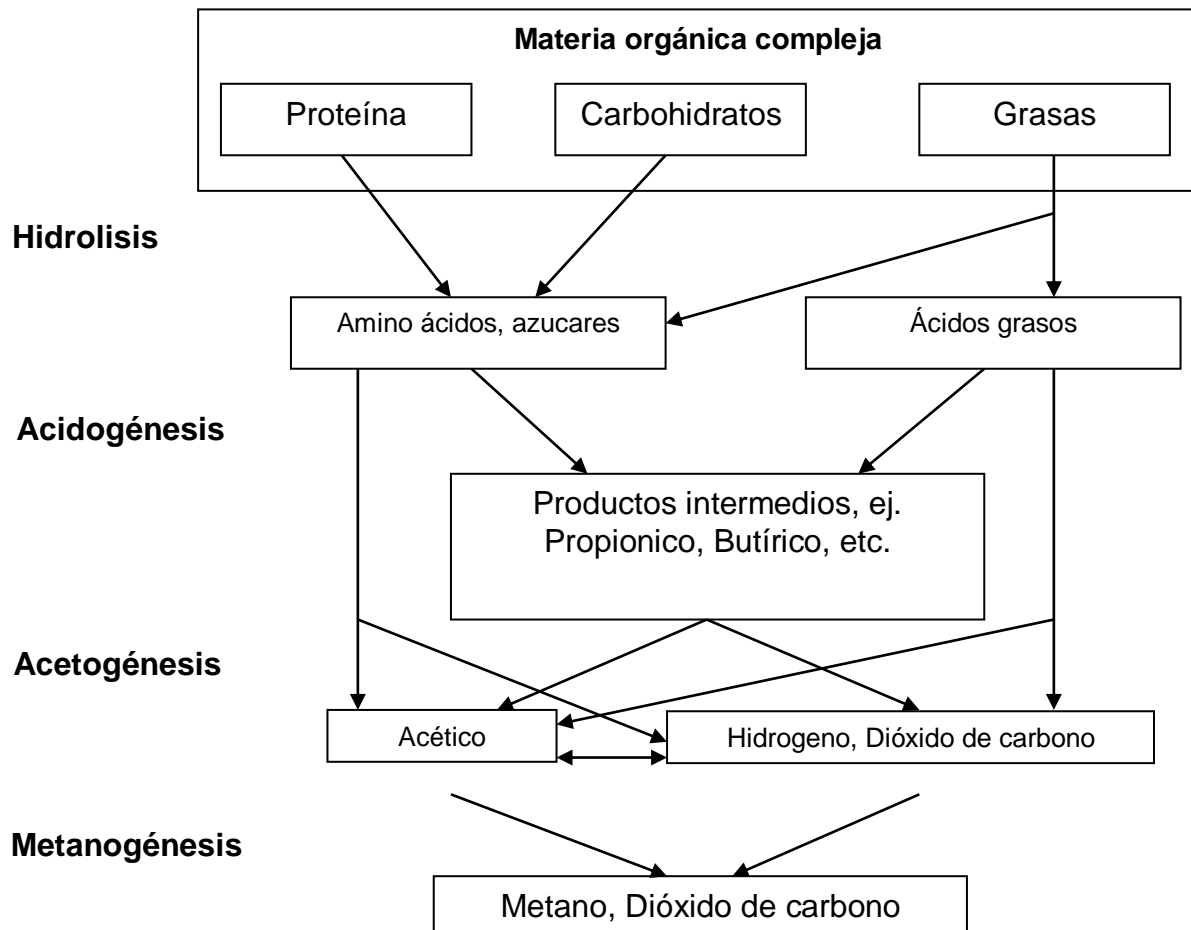 Materia orgánica compleja
Proteína
Carbohidratos
Grasas
Hidrolisis
Amino ácidos, azucares
Ácidos grasos
Acidogénesis
Productos intermedios, ej.
Propionico, Butírico, etc.
Acetogénesis
Acético
Hidrogeno, Dióxido de carbono
Metanogénesis
Metano, Dióxido de carbono